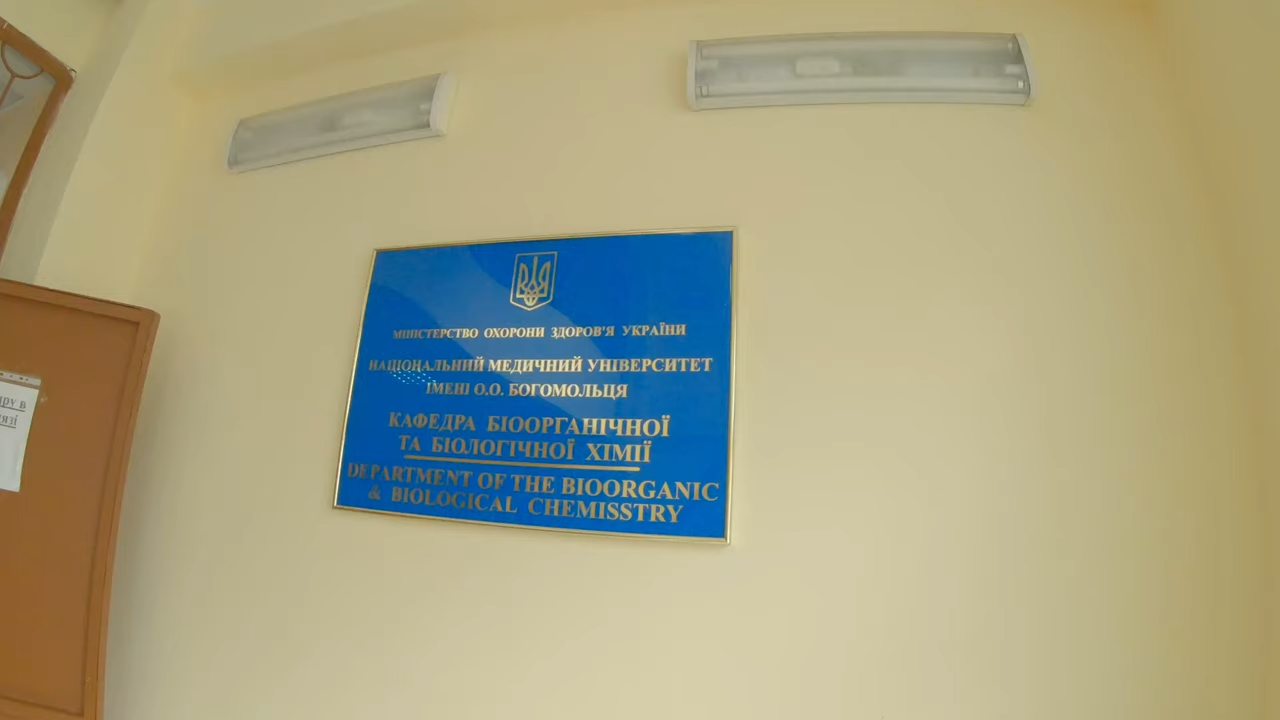 МІНІСТЕРСТВО ОХОРОНИ ЗДОРОВ'Я УКРАЇНИ
НАЦІОНАЛЬНИЙ МЕДИЧНИЙ УНІВЕРСИТЕТ
ІМЕНІ О.О. БОГОМОЛЬЦЯ
КАФЕДРА БІООРГАНІЧНОЇ
ТА БІОЛОГІЧНОЇ ХІМІЇ
DEPARTMENT OF THE BIOORGANIC
& BIOLOGICAL CHEMISSTRY